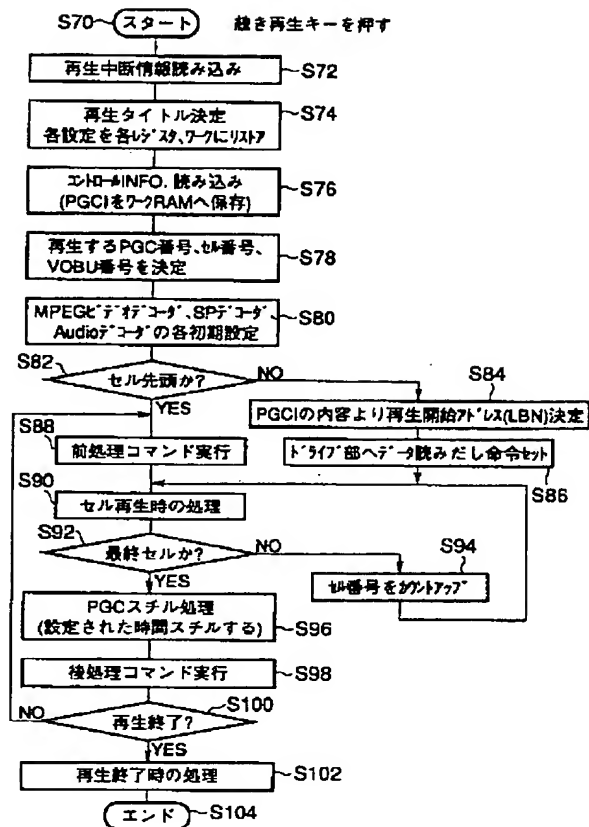 S70 スタート 続き再生キーを押す
再生中断情報読み込み S72
再生タイトル決定
各設定を各レジスタ、ワークにリストア S74
コントロールINFO. 読み込み
(PGCIをワークRAMへ保存) S76
再生するPGC番号、セル番号、
VOBU番号を決定 S78
MPEGビデオデコーダ、SPデコーダ
Audioデコーダの各初期設定 S80
S82 セル先頭か? NO YES
S84
PGCIの内容より再生開始アドレス(LBN)決定
S88 前処理コマンド実行
ドライブ部へデータ読みだし命令セット S86
S90 セル再生時の処理
S92 最終セルか? NO YES
S94
セル番号をカウントアップ
PGCスチル処理
(設定された時間スチルする) S96
後処理コマンド実行 S98
S100
再生終了? NO YES
再生終了時の処理 S102
エンド S104